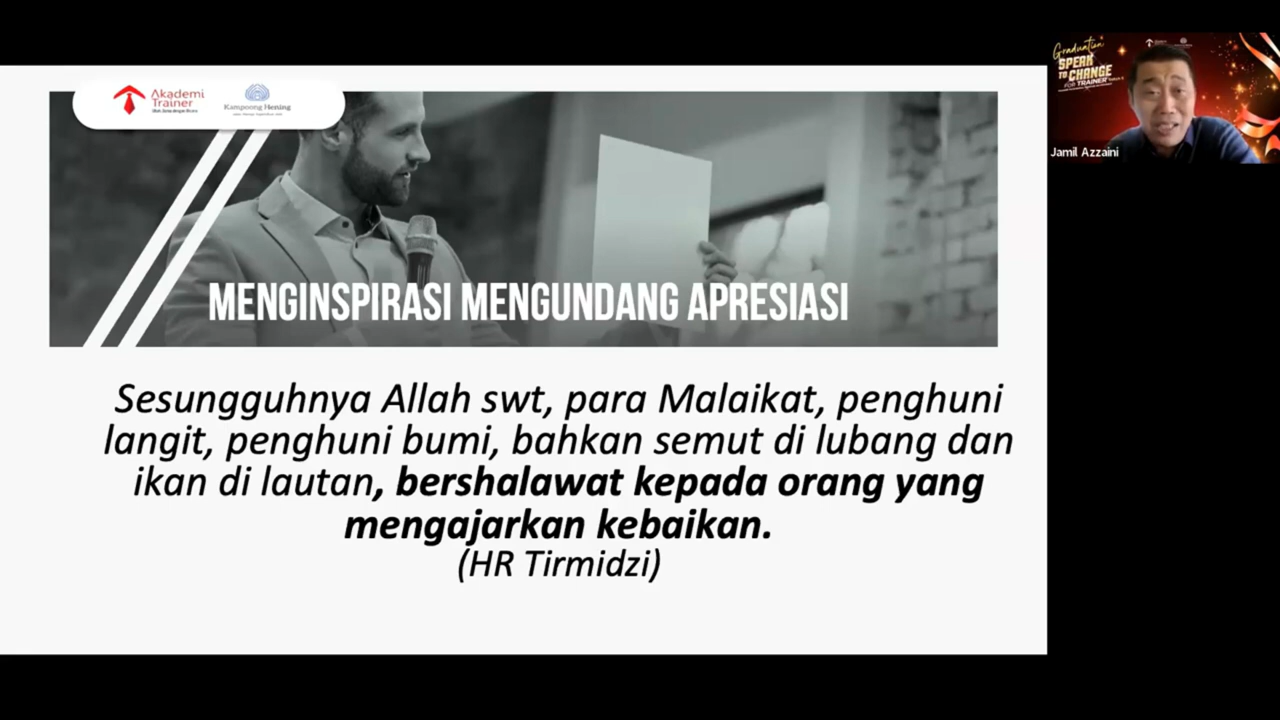 Akademi
Trainer
Kampoeng Hening
MENGINSPIRASI MENGUNDANG APRESIASI
Sesungguhnya Allah swt, para Malaikat, penghuni
langit, penghuni bumi, bahkan semut di lubang dan
ikan di lautan, bershalawat kepada orang yang
mengajarkan kebaikan.
(HR Tirmidzi)
Graduation
SPEAK
TO CHANGE
FOR TRAINER
Jamil Azzaini